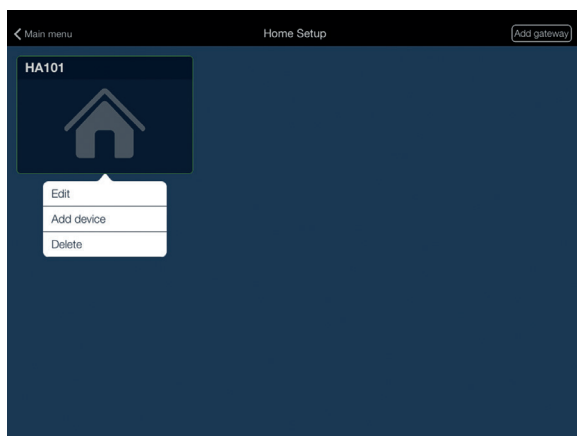 Main menu
Home Setup
Add gateway
HA101
Edit
Add device
Delete